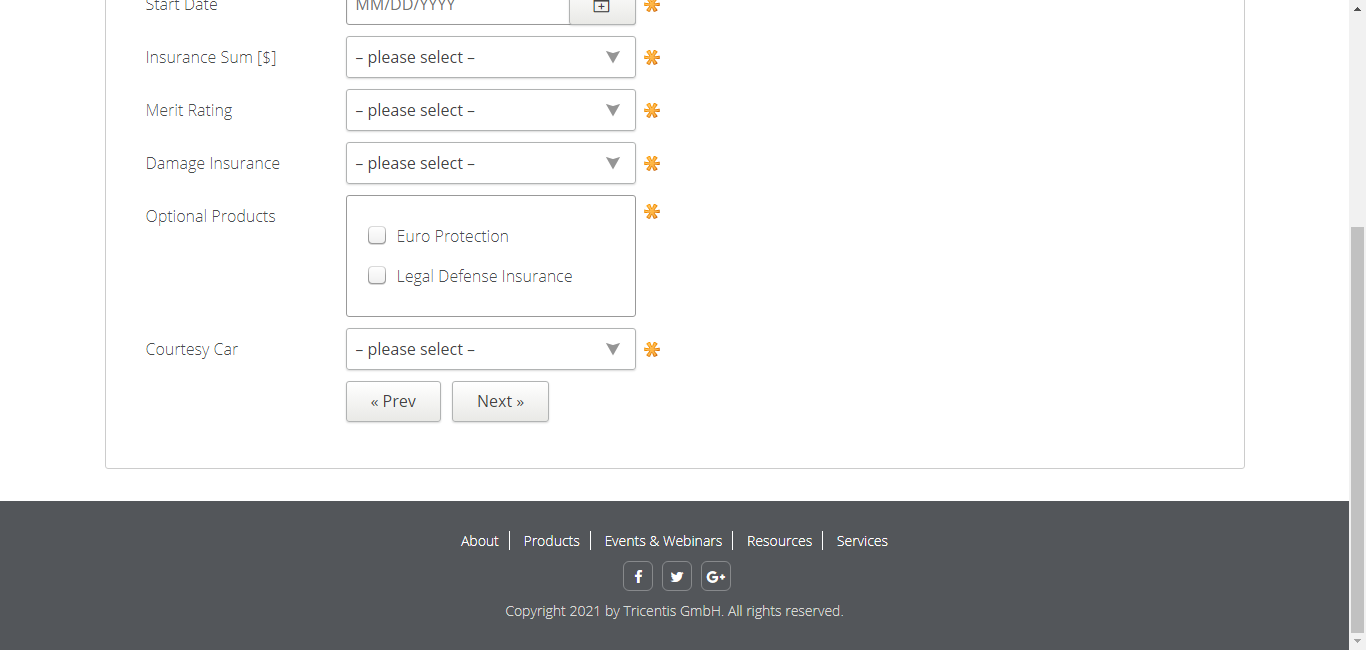 Start Date MM/DD/YYYY
Insurance Sum [$] – please select –
Merit Rating – please select –
Damage Insurance – please select –
Optional Products
Euro Protection
Legal Defense Insurance
Courtesy Car – please select –
« Prev Next »
About Products Events & Webinars Resources Services
f G+
Copyright 2021 by Tricentis GmbH. All rights reserved.